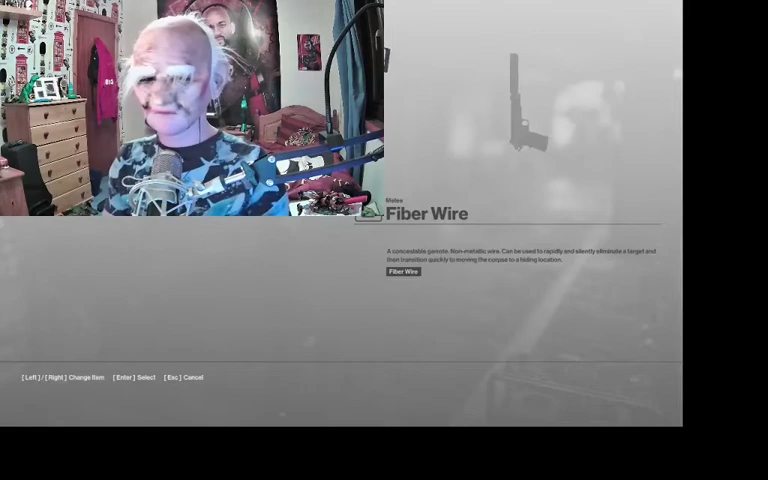 Melee
Fiber Wire
A concealable garrote. Non-metallic wire. Can be used to rapidly and silently eliminate a target and
then transition quickly to moving the corpse to a hiding location.
Fiber Wire
[ Left ] / [ Right ] Change Item [ Enter ] Select [ Esc ] Cancel